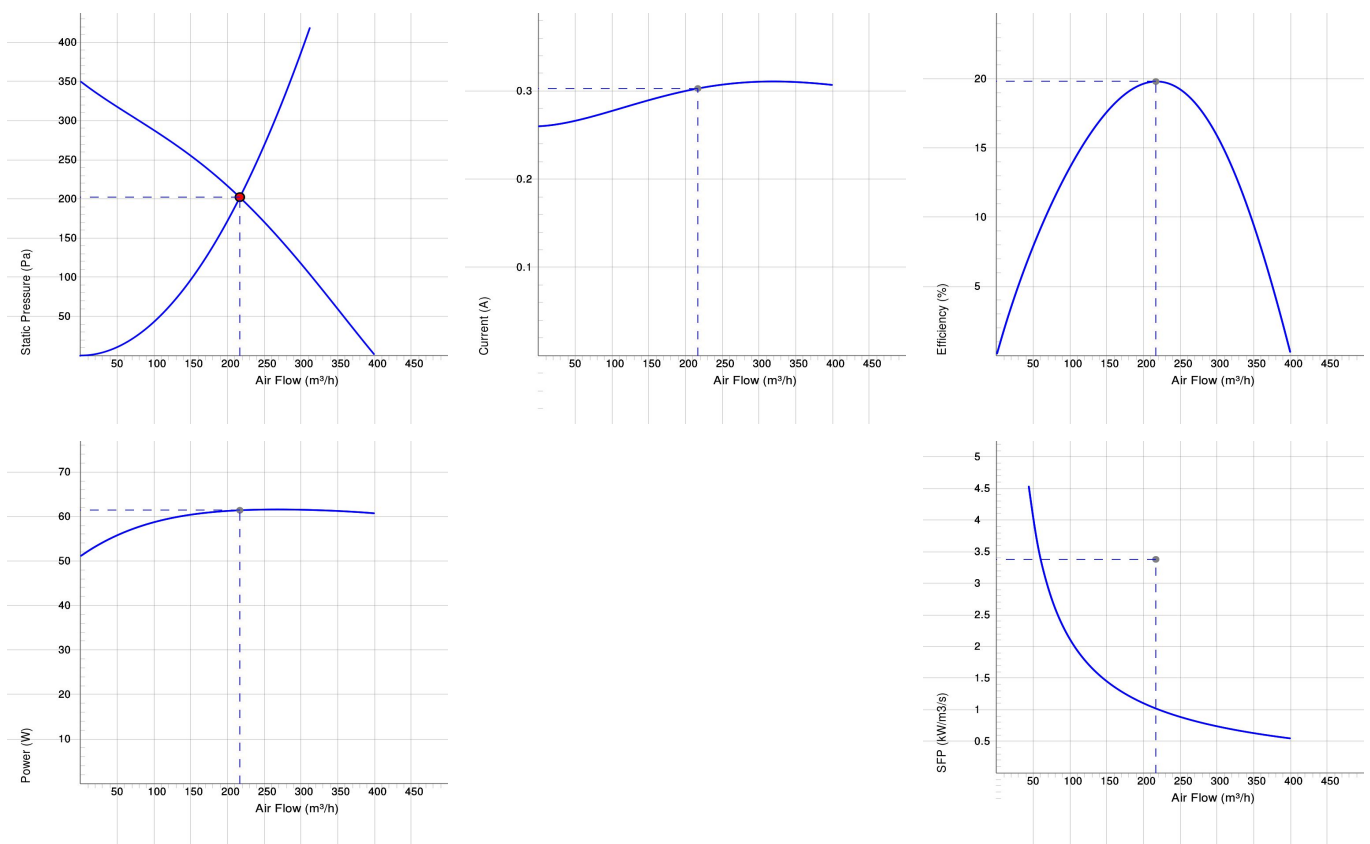 400
350
300
250
200
150
100
50
Static Pressure (Pa)
50 100 150 200 250 300 350 400 450
Air Flow (m³/h)
0.3
0.2
0.1
Current (A)
50 100 150 200 250 300 350 400 450
Air Flow (m³/h)
20
15
10
5
Efficiency (%)
50 100 150 200 250 300 350 400 450
Air Flow (m³/h)
70
60
50
40
30
20
10
Power (W)
50 100 150 200 250 300 350 400 450
Air Flow (m³/h)
5
4.5
4
3.5
3
2.5
2
1.5
1
0.5
SFP (kW/m3/s)
50 100 150 200 250 300 350 400 450
Air Flow (m³/h)